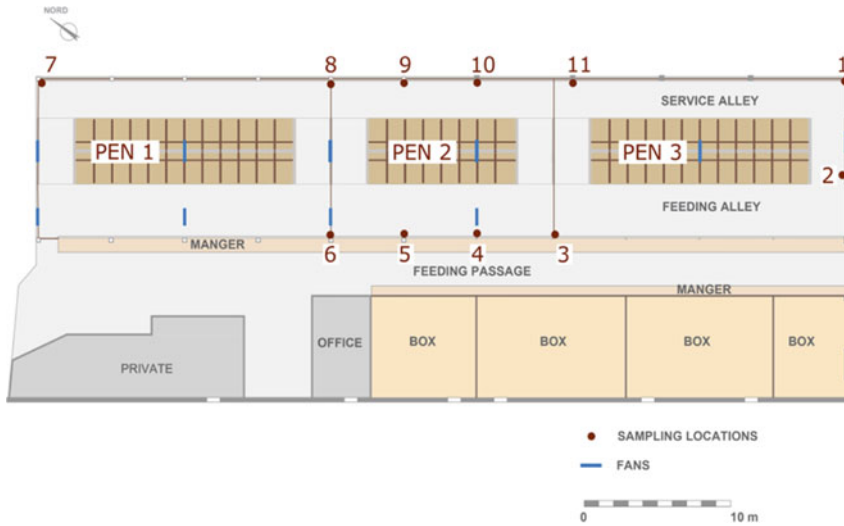 NORD
7 8 9 10 11 1
SERVICE ALLEY
PEN 1 PEN 2 PEN 3
2
FEEDING ALLEY
MANGER
6 5 4 3
FEEDING PASSAGE
MANGER
OFFICE BOX BOX BOX BOX
PRIVATE
SAMPLING LOCATIONS
FANS
0 10 m